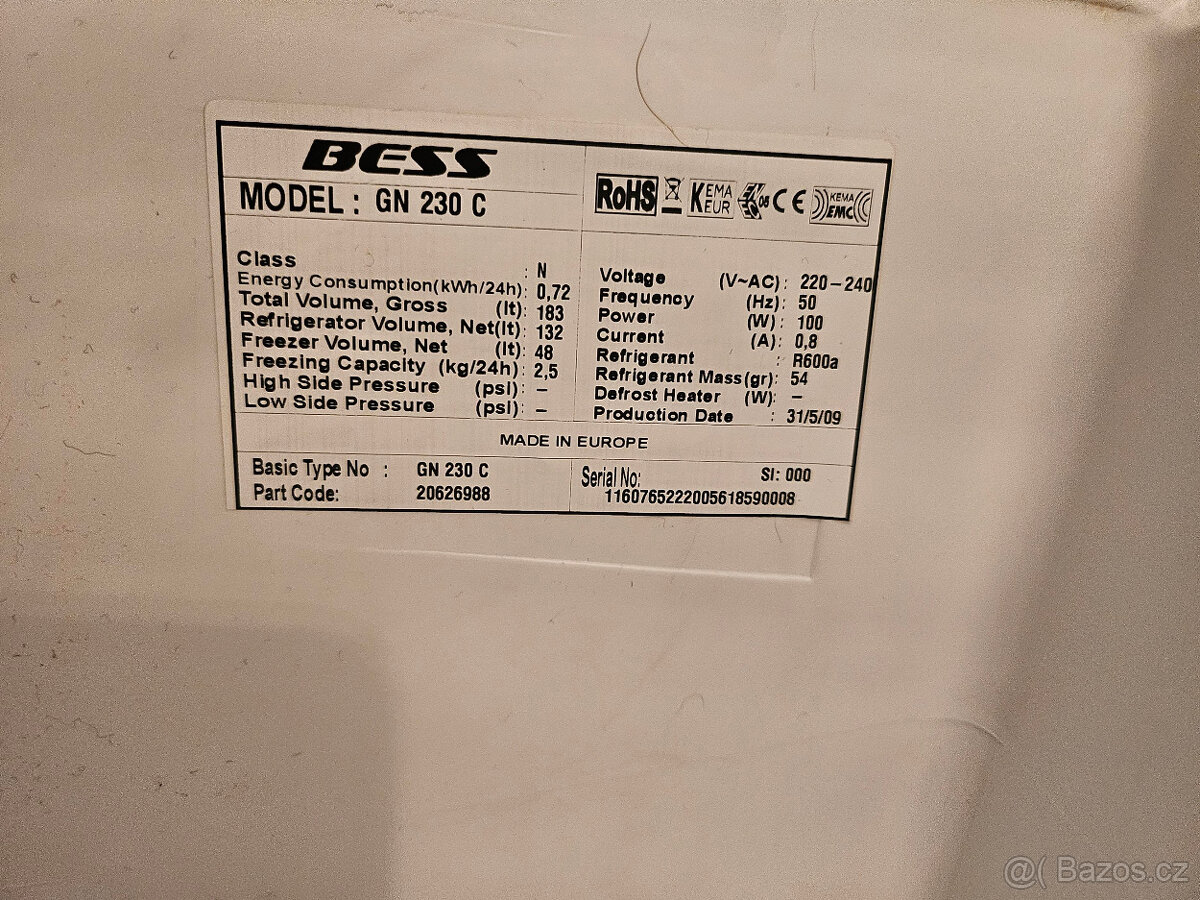 BESS
MODEL : GN 230 C
RoHS KEMA EUR 08 CE KEMA EMC
Class : N
Energy Consumption(kWh/24h): 0,72
Total Volume, Gross (lt): 183
Refrigerator Volume, Net(lt): 132
Freezer Volume, Net (lt): 48
Freezing Capacity (kg/24h): 2,5
High Side Pressure (psi): –
Low Side Pressure (psi): –
Voltage (V~AC): 220–240
Frequency (Hz): 50
Power (W): 100
Current (A): 0,8
Refrigerant : R600a
Refrigerant Mass(gr): 54
Defrost Heater (W): –
Production Date : 31/5/09
MADE IN EUROPE
Basic Type No : GN 230 C
Part Code: 20626988
Serial No: SI: 000
1160765222005618590008
@( Bazos.cz